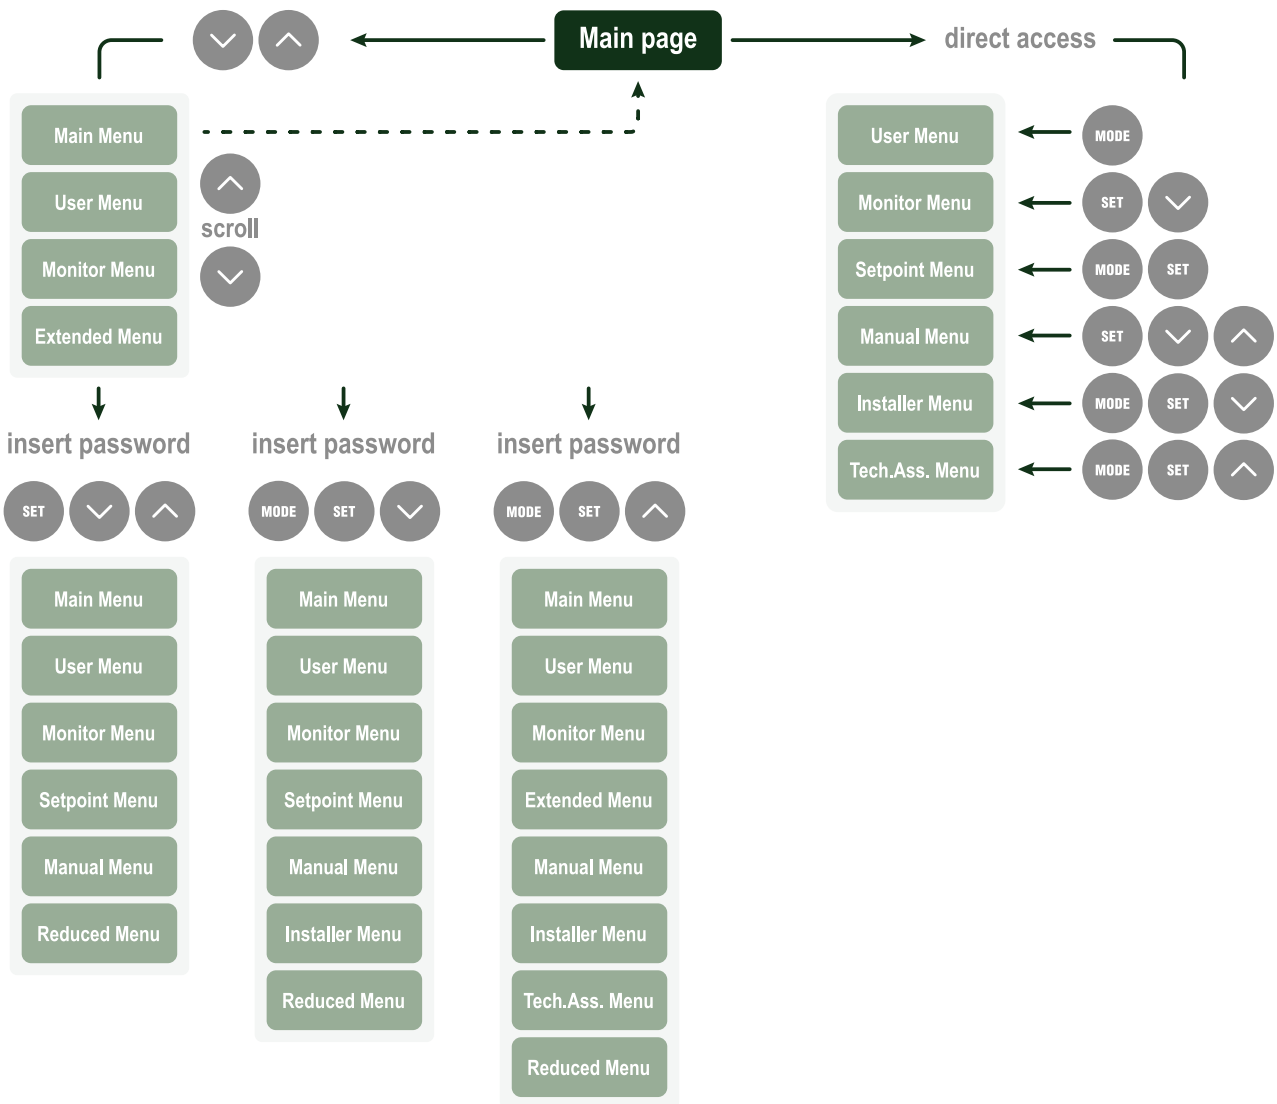 Main page
direct access
Main Menu
User Menu
Monitor Menu
Extended Menu
scroll
User Menu
MODE
Monitor Menu
SET
Setpoint Menu
MODE SET
Manual Menu
SET
Installer Menu
MODE SET
Tech.Ass. Menu
MODE SET
insert password
SET
Main Menu
User Menu
Monitor Menu
Setpoint Menu
Manual Menu
Reduced Menu
insert password
MODE SET
Main Menu
User Menu
Monitor Menu
Setpoint Menu
Manual Menu
Installer Menu
Reduced Menu
insert password
MODE SET
Main Menu
User Menu
Monitor Menu
Extended Menu
Manual Menu
Installer Menu
Tech.Ass. Menu
Reduced Menu